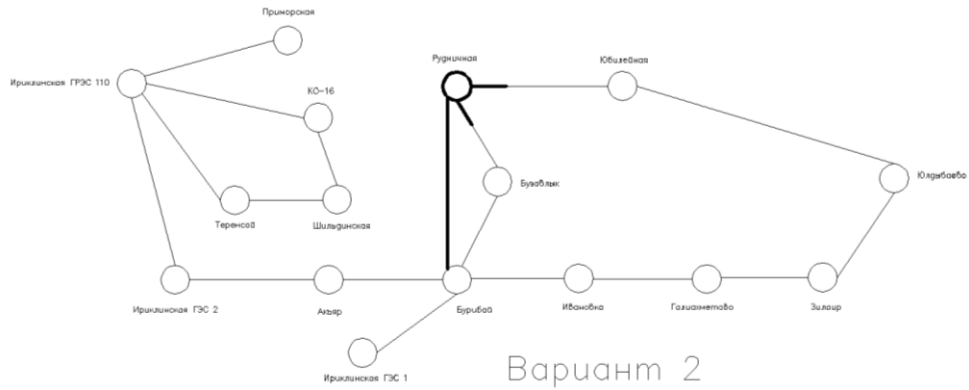 Приморская
Рудничная
Юбилейная
Ириклинская ГРЭС 110
КО-16
Юлдыбаево
Бузавлык
Теренсай
Шильдинская
Ириклинская ГЭС 2
Акъяр
Бурибай
Ивановка
Галиахметово
Зилаир
Ириклинская ГЭС 1
Вариант 2